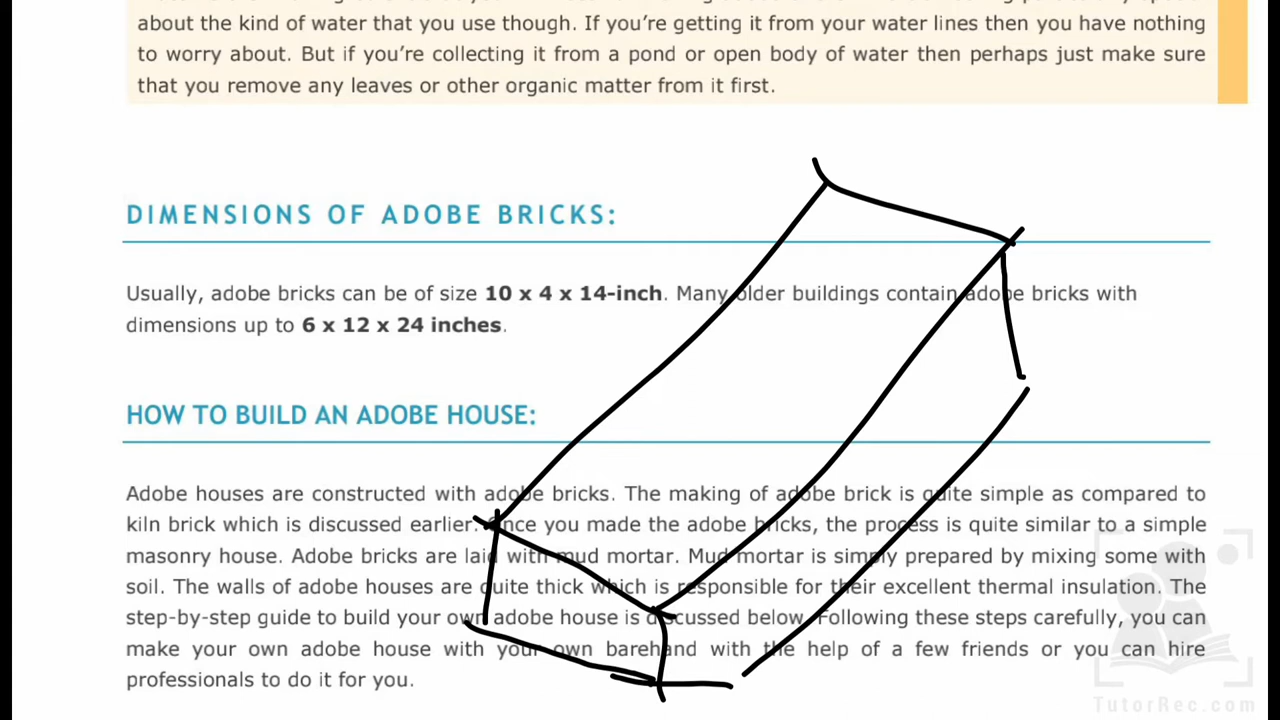 about the kind of water that you use though. If you're getting it from your water lines then you have nothing
to worry about. But if you're collecting it from a pond or open body of water then perhaps just make sure
that you remove any leaves or other organic matter from it first.
DIMENSIONS OF ADOBE BRICKS:
Usually, adobe bricks can be of size 10 x 4 x 14-inch. Many older buildings contain adobe bricks with
dimensions up to 6 x 12 x 24 inches.
HOW TO BUILD AN ADOBE HOUSE:
Adobe houses are constructed with adobe bricks. The making of adobe brick is quite simple as compared to
kiln brick which is discussed earlier. Once you made the adobe bricks, the process is quite similar to a simple
masonry house. Adobe bricks are laid with mud mortar. Mud mortar is simply prepared by mixing some with
soil. The walls of adobe houses are quite thick which is responsible for their excellent thermal insulation. The
step-by-step guide to build your own adobe house is discussed below. Following these steps carefully, you can
make your own adobe house with your own barehand with the help of a few friends or you can hire
professionals to do it for you.
TutorRec.com